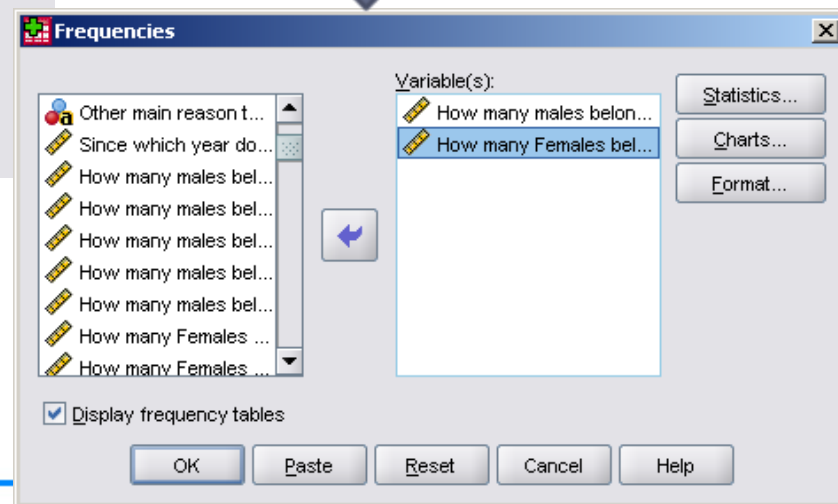 Frequencies
Variable(s):
Other main reason t...
Since which year do...
How many males bel...
How many males bel...
How many males bel...
How many males bel...
How many males bel...
How many Females ...
How many Females ...
How many males belon...
How many Females bel...
Statistics...
Charts...
Format...
Display frequency tables
OK Paste Reset Cancel Help